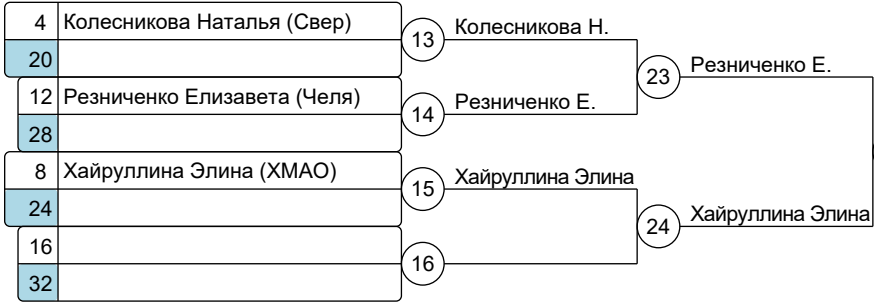 4 Колесникова Наталья (Свер)
20
12 Резниченко Елизавета (Челя)
28
8 Хайруллина Элина (ХМАО)
24
16
32
13 Колесникова Н.
14 Резниченко Е.
15 Хайруллина Элина
16
23 Резниченко Е.
24 Хайруллина Элина